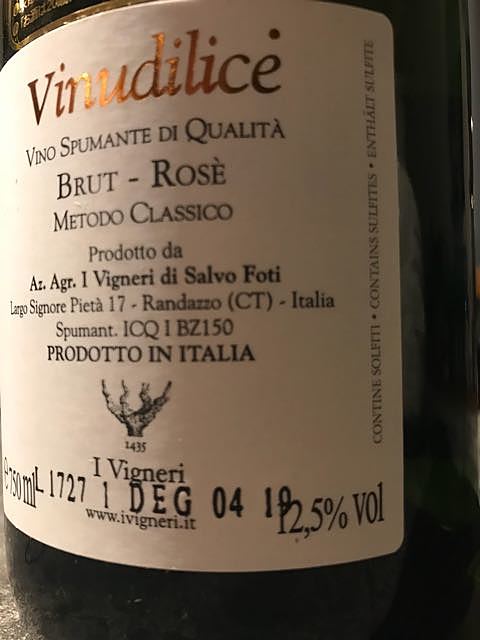 Vinudilice
VINO SPUMANTE DI QUALITÀ
BRUT - ROSÈ
METODO CLASSICO
Prodotto da
Az. Agr. I Vigneri di Salvo Foti
Largo Signore Pietà 17 - Randazzo (CT) - Italia
Spumant. ICQ I BZ150
PRODOTTO IN ITALIA
1435
I Vigneri
e 750 ml L 1727 1 DEG 04 19 12,5% vol
www.ivigneri.it
CONTINE SOLFITI • CONTAINS SULFITES • ENTHÄLT SULFITE